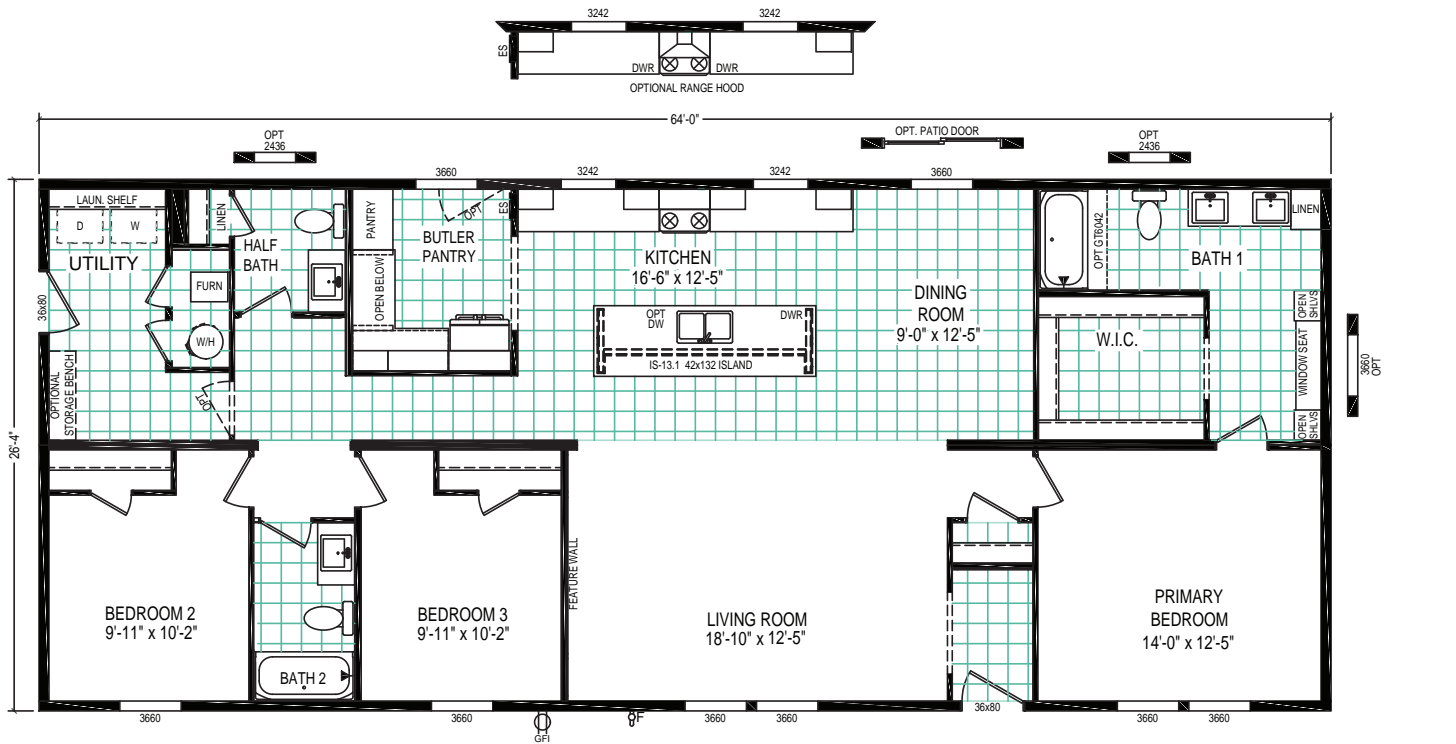 3242
3242
ES
DWR
DWR
OPTIONAL RANGE HOOD
64'-0"
OPT
2436
OPT. PATIO DOOR
OPT
2436
3660
3242
3242
3660
LAUN. SHELF
D
W
UTILITY
LINEN
HALF
BATH
FURN
W/H
36x80
OPTIONAL
STORAGE BENCH
OPT
PANTRY
OPEN BELOW
OPT
ES
BUTLER
PANTRY
KITCHEN
16'-6" x 12'-5"
OPT
DW
DWR
IS-13.1 42x132 ISLAND
DINING
ROOM
9'-0" x 12'-5"
OPT GT6042
LINEN
BATH 1
W.I.C.
OPEN
SHLVS
WINDOW SEAT
OPEN
SHLVS
3660
OPT
26'-4"
BEDROOM 2
9'-11" x 10'-2"
BATH 2
BEDROOM 3
9'-11" x 10'-2"
FEATURE WALL
LIVING ROOM
18'-10" x 12'-5"
PRIMARY
BEDROOM
14'-0" x 12'-5"
3660
3660
GFI
F
3660
3660
36x80
3660
3660